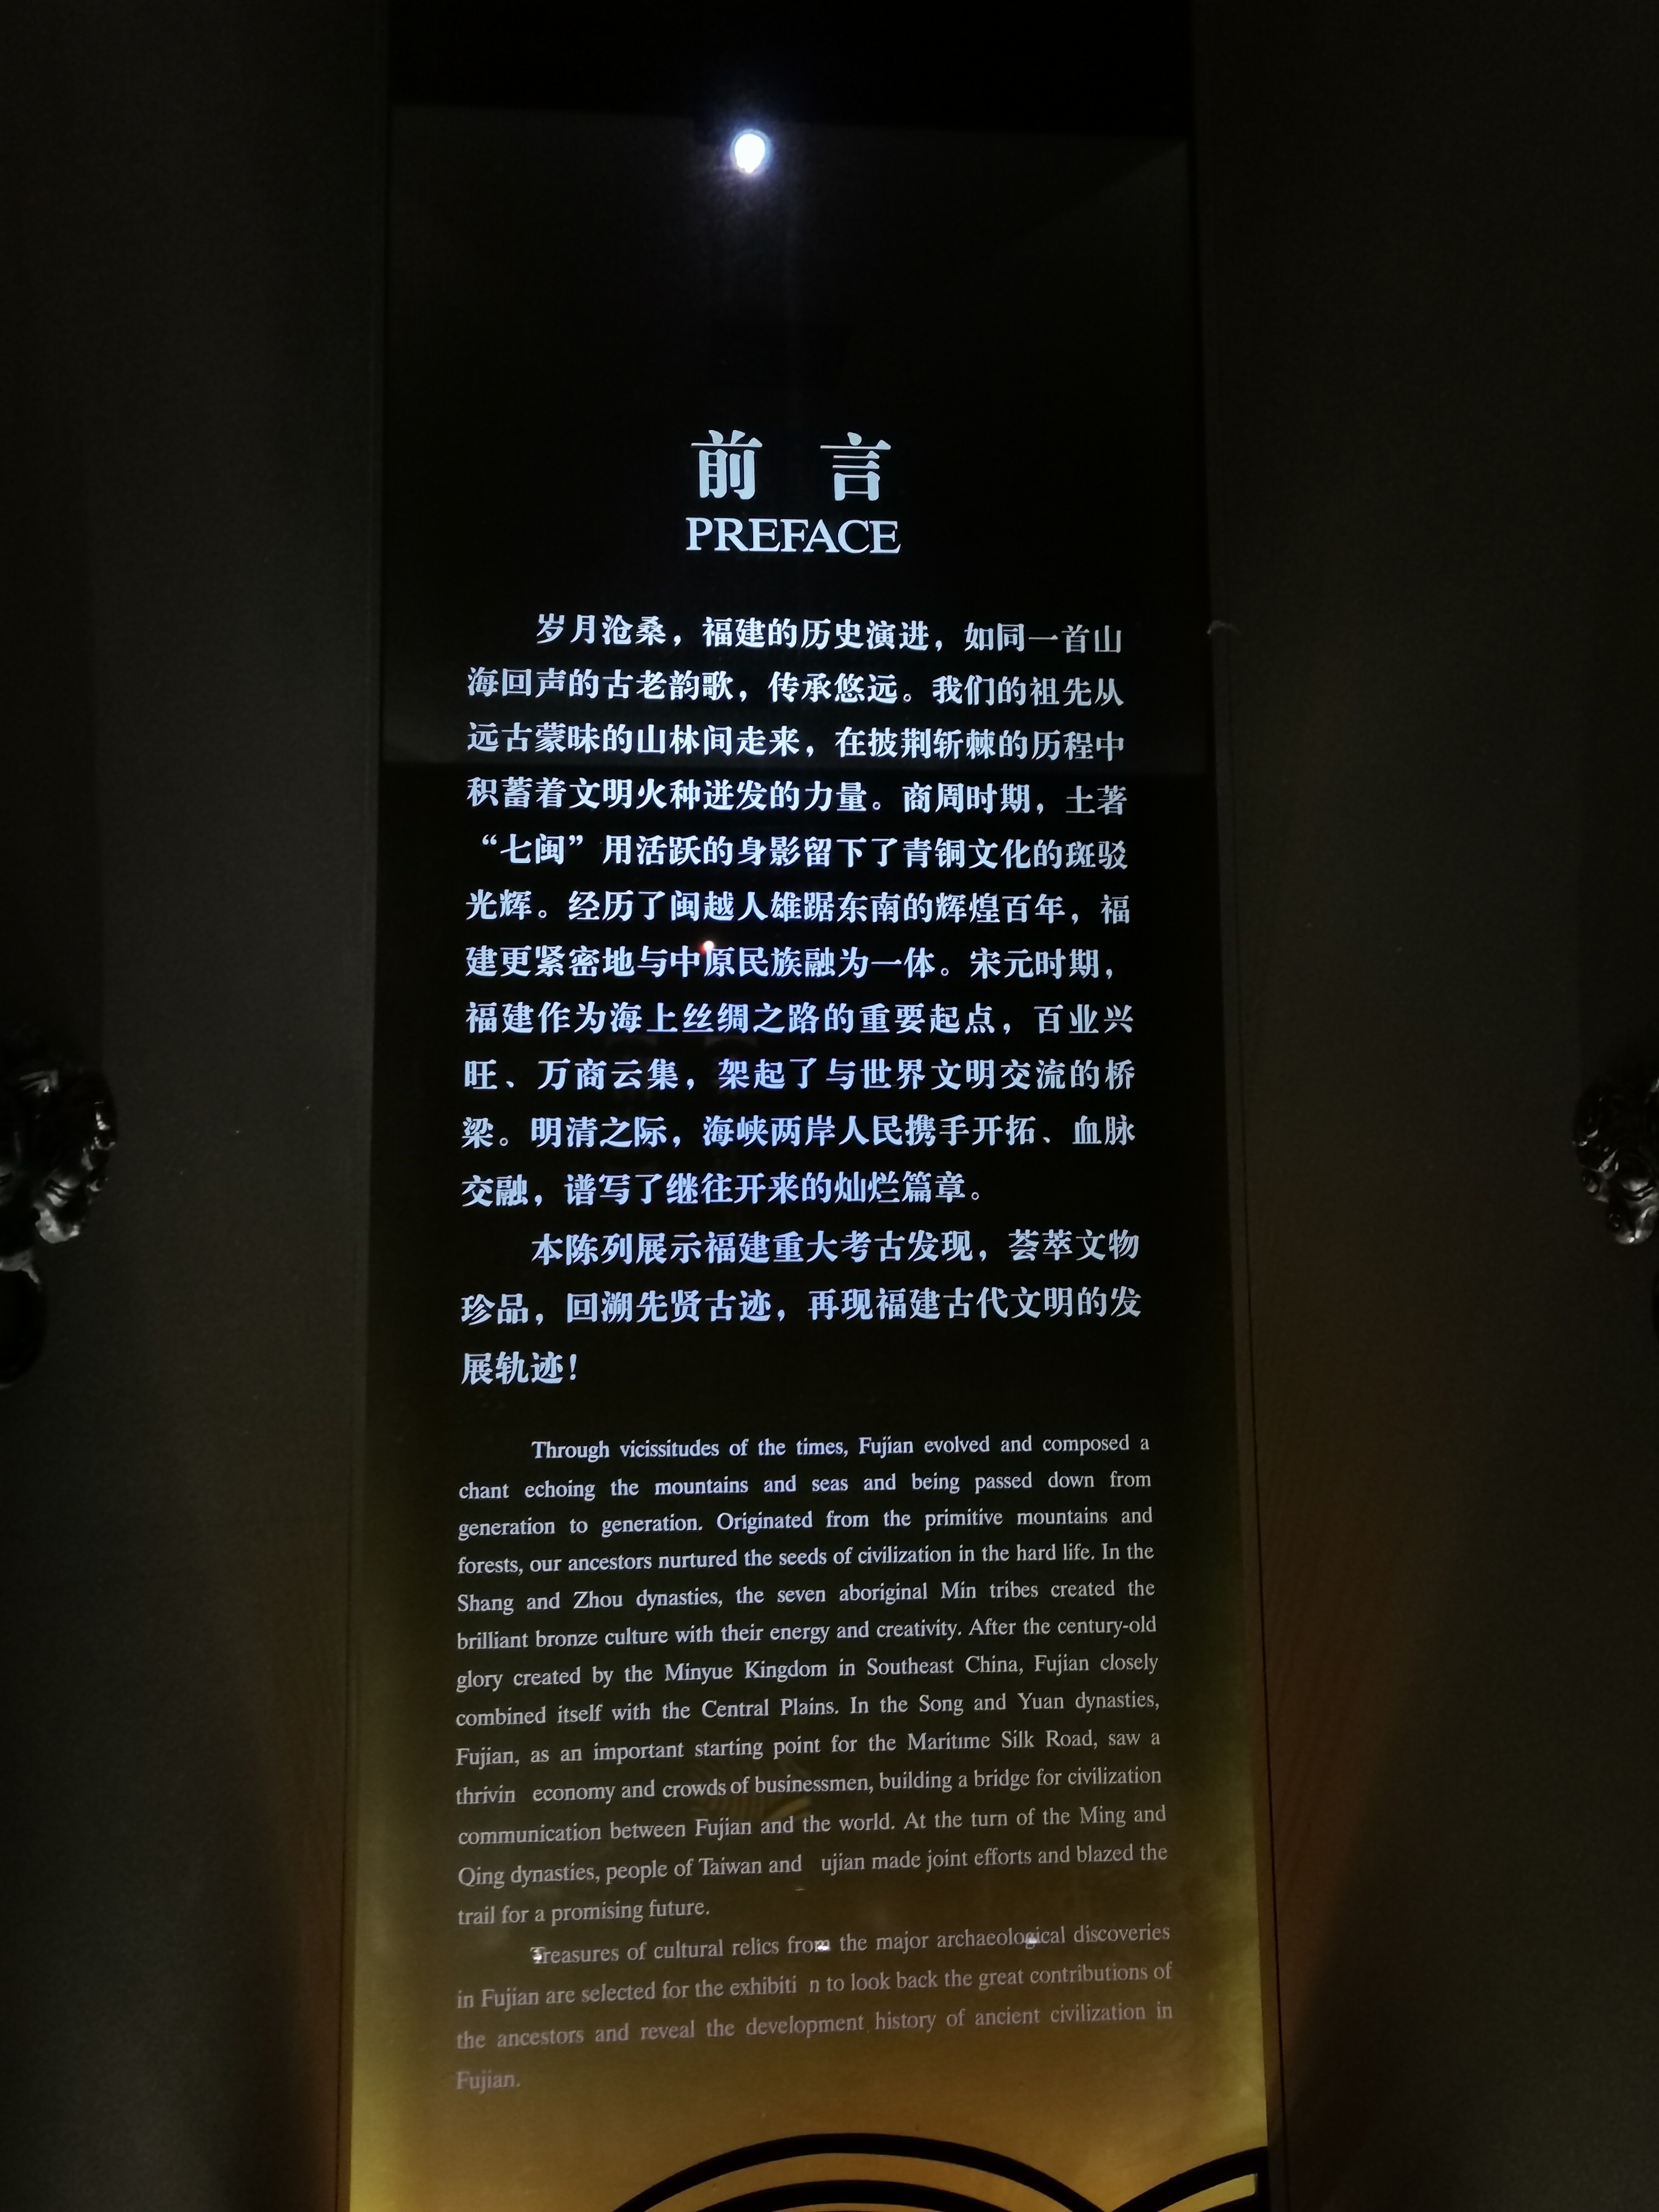 前 言
PREFACE
岁月沧桑，福建的历史演进，如同一首山
海回声的古老韵歌，传承悠远。我们的祖先从
远古蒙昧的山林间走来，在披荆斩棘的历程中
积蓄着文明火种迸发的力量。商周时期，土著
“七闽”用活跃的身影留下了青铜文化的斑驳
光辉。经历了闽越人雄踞东南的辉煌百年，福
建更紧密地与中原民族融为一体。宋元时期，
福建作为海上丝绸之路的重要起点，百业兴
旺、万商云集，架起了与世界文明交流的桥
梁。明清之际，海峡两岸人民携手开拓、血脉
交融，谱写了继往开来的灿烂篇章。
本陈列展示福建重大考古发现，荟萃文物
珍品，回溯先贤古迹，再现福建古代文明的发
展轨迹！
Through vicissitudes of the times, Fujian evolved and composed a
chant echoing the mountains and seas and being passed down from
generation to generation. Originated from the primitive mountains and
forests, our ancestors nurtured the seeds of civilization in the hard life. In the
Shang and Zhou dynasties, the seven aboriginal Min tribes created the
brilliant bronze culture with their energy and creativity. After the century-old
glory created by the Minyue Kingdom in Southeast China, Fujian closely
combined itself with the Central Plains. In the Song and Yuan dynasties,
Fujian, as an important starting point for the Maritime Silk Road, saw a
thrivin economy and crowds of businessmen, building a bridge for civilization
communication between Fujian and the world. At the turn of the Ming and
Qing dynasties, people of Taiwan and ujian made joint efforts and blazed the
trail for a promising future.
Treasures of cultural relics from the major archaeological discoveries
in Fujian are selected for the exhibiti n to look back the great contributions of
the ancestors and reveal the development history of ancient civilization in
Fujian.